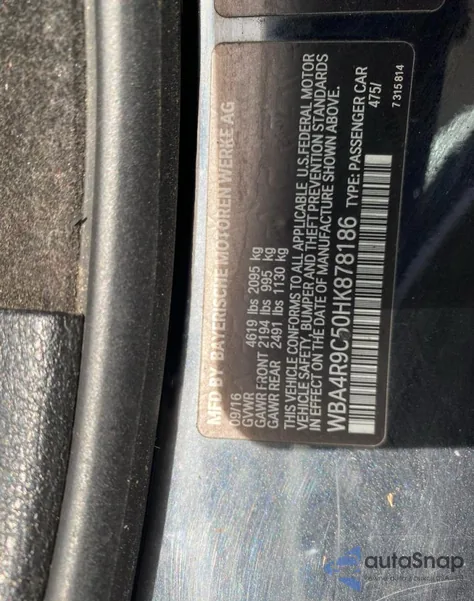 MFD BY BAYERISCHE MOTOREN WERKE AG
09/16
GVWR 4619 lbs 2095 kg
GAWR FRONT 2194 lbs 995 kg
GAWR REAR 2491 lbs 1130 kg
THIS VEHICLE CONFORMS TO ALL APPLICABLE U.S.FEDERAL MOTOR
VEHICLE SAFETY, BUMPER AND THEFT PREVENTION STANDARDS
IN EFFECT ON THE DATE OF MANUFACTURE SHOWN ABOVE.
WBA4R9C50HK878186 TYPE: PASSENGER CAR
475/
7 315 814
autoSnap